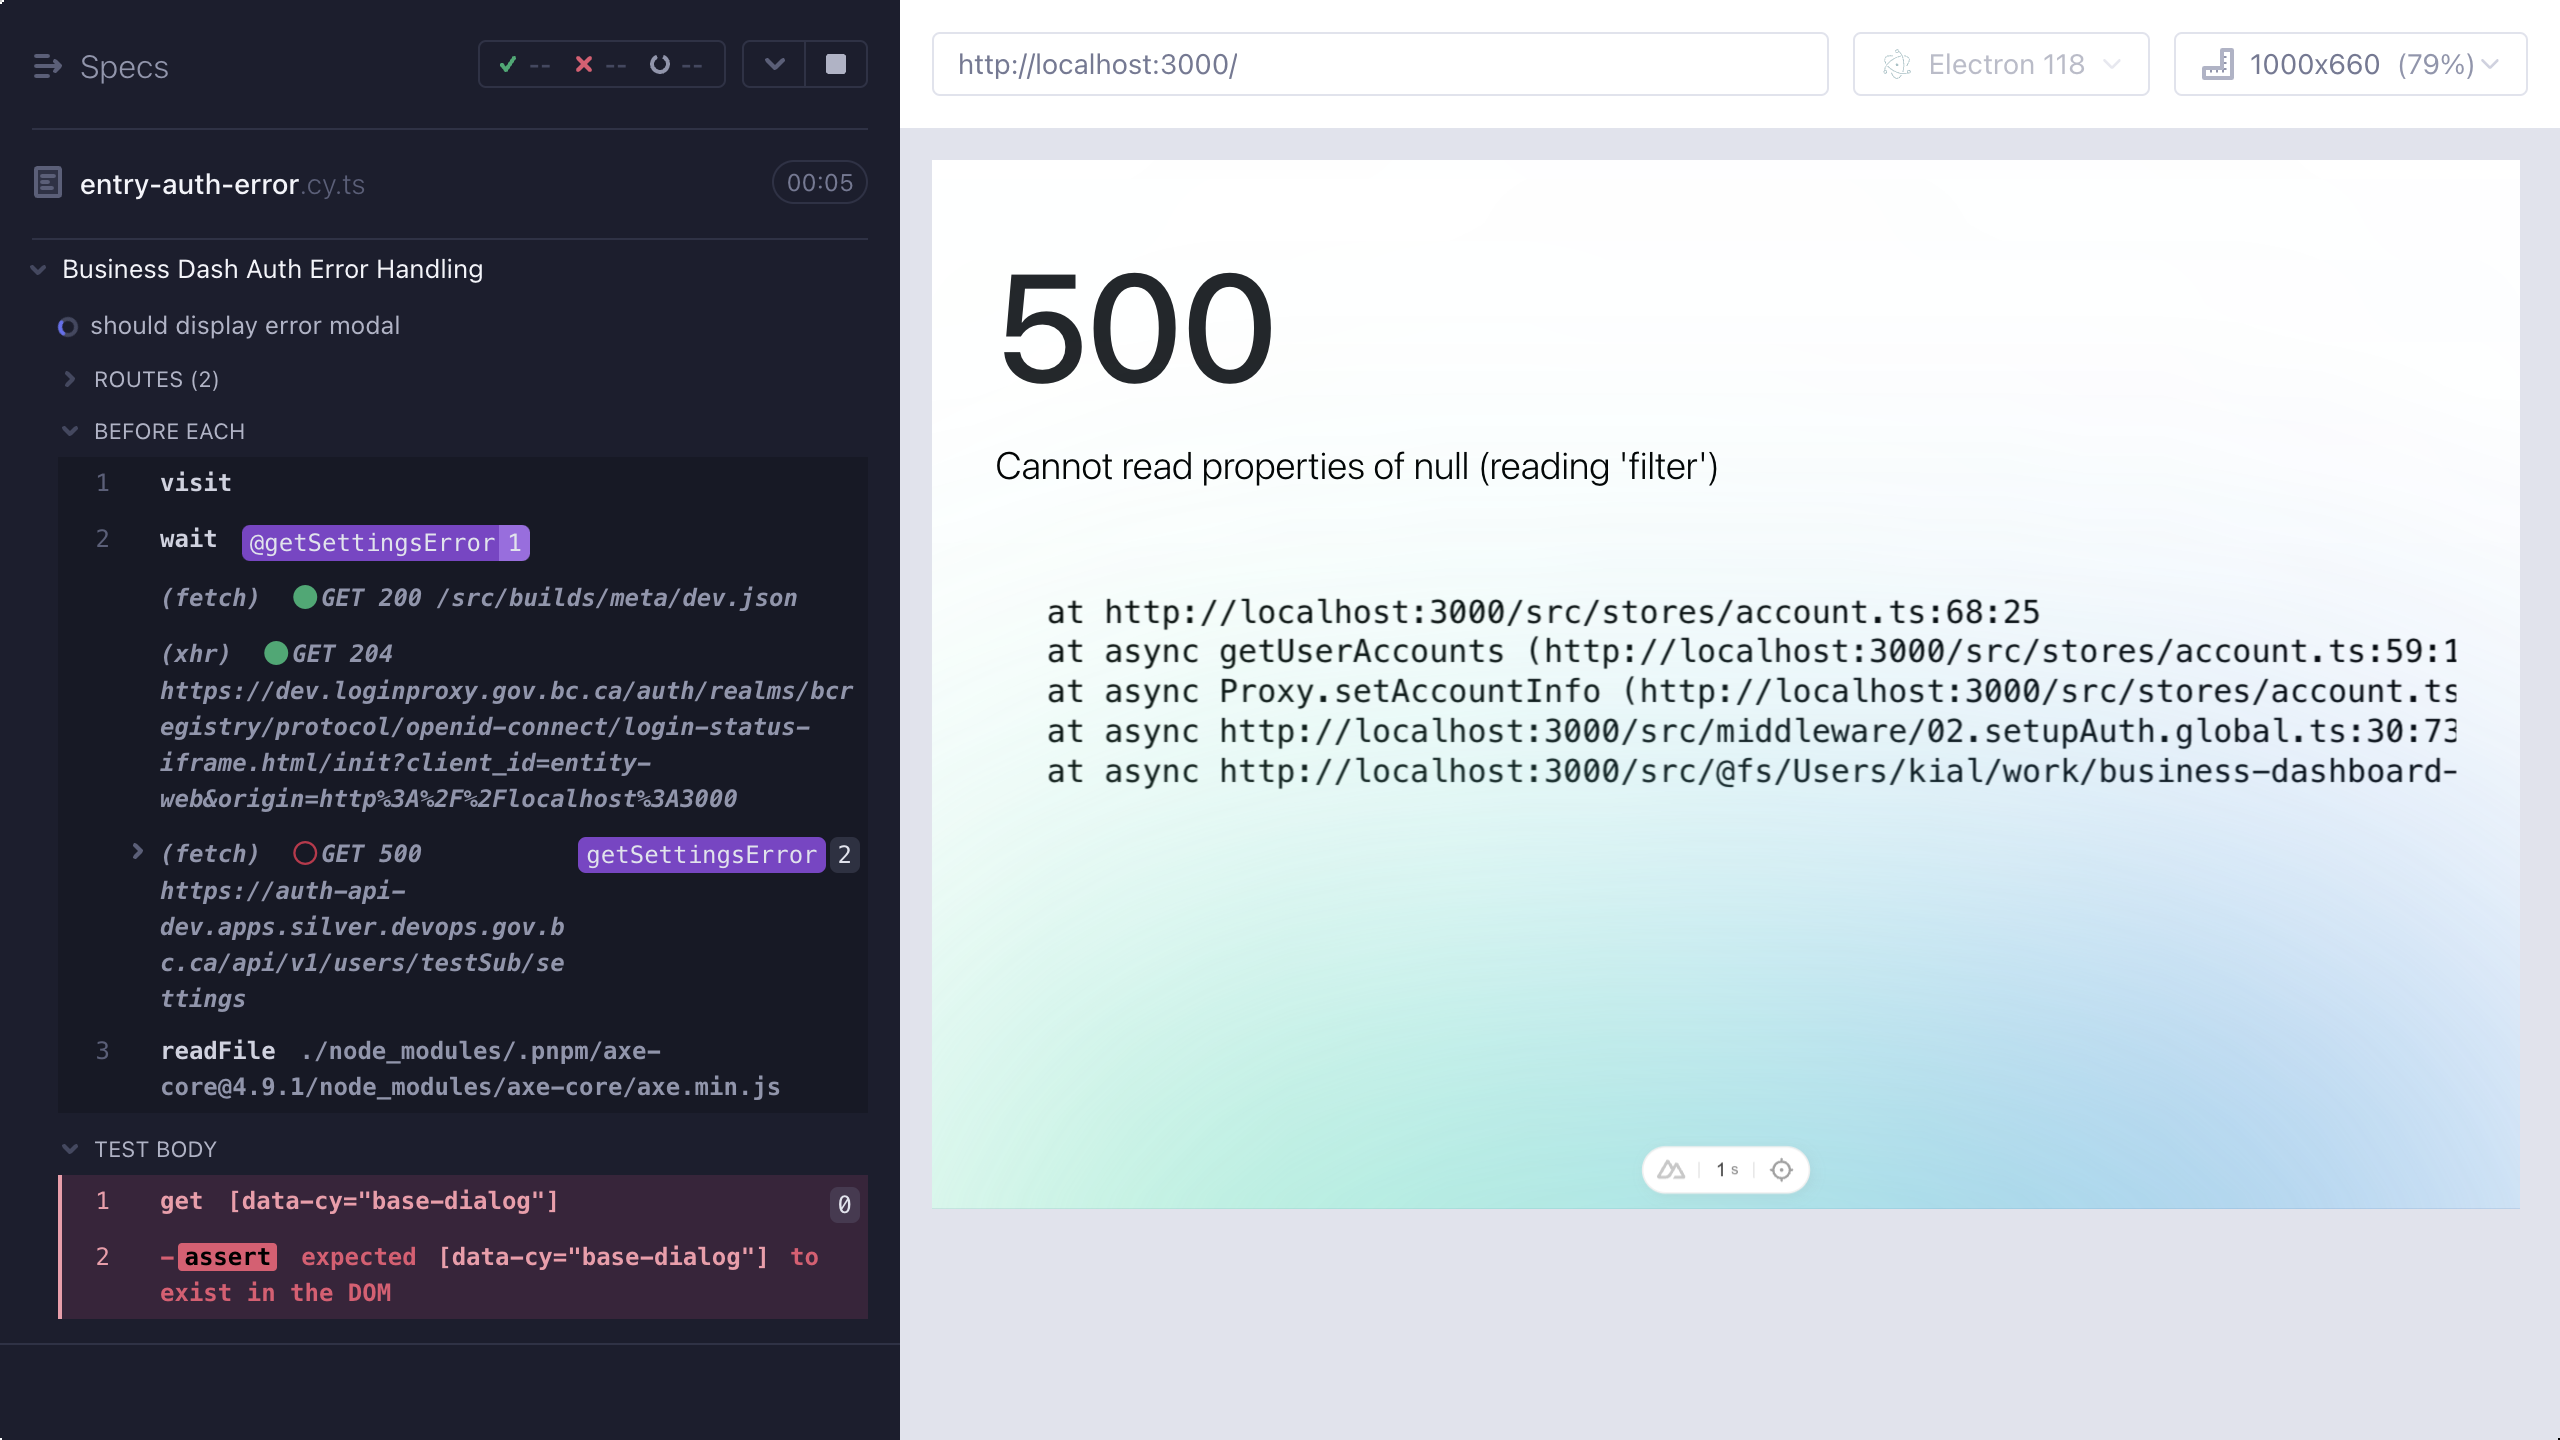 Specs
--
--
--
entry-auth-error.cy.ts
00:05
Business Dash Auth Error Handling
should display error modal
ROUTES (2)
BEFORE EACH
1 visit
2 wait @getSettingsError 1
(fetch) GET 200 /src/builds/meta/dev.json
(xhr) GET 204
https://dev.loginproxy.gov.bc.ca/auth/realms/bcr
egistry/protocol/openid-connect/login-status-
iframe.html/init?client_id=entity-
web&origin=http%3A%2F%2Flocalhost%3A3000
(fetch) GET 500 getSettingsError 2
https://auth-api-
dev.apps.silver.devops.gov.b
c.ca/api/v1/users/testSub/se
ttings
3 readFile ./node_modules/.pnpm/axe-
core@4.9.1/node_modules/axe-core/axe.min.js
TEST BODY
1 get [data-cy="base-dialog"] 0
2 -assert expected [data-cy="base-dialog"] to
exist in the DOM
http://localhost:3000/
Electron 118
1000x660 (79%)
500
Cannot read properties of null (reading 'filter')
at http://localhost:3000/src/stores/account.ts:68:25
at async getUserAccounts (http://localhost:3000/src/stores/account.ts:59:1
at async Proxy.setAccountInfo (http://localhost:3000/src/stores/account.ts
at async http://localhost:3000/src/middleware/02.setupAuth.global.ts:30:73
at async http://localhost:3000/src/@fs/Users/kial/work/business-dashboard-
1 s